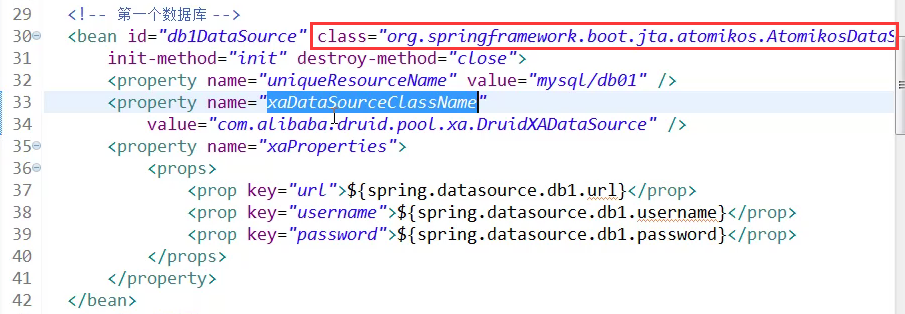 29 <!-- 第一个数据库 -->
30 <bean id="db1DataSource" class="org.springframework.boot.jta.atomikos.AtomikosDataS
31 init-method="init" destroy-method="close">
32 <property name="uniqueResourceName" value="mysql/db01" />
33 <property name="xaDataSourceClassName"
34 value="com.alibaba.druid.pool.xa.DruidXADataSource" />
35 <property name="xaProperties">
36 <props>
37 <prop key="url">${spring.datasource.db1.url}</prop>
38 <prop key="username">${spring.datasource.db1.username}</prop>
39 <prop key="password">${spring.datasource.db1.password}</prop>
40 </props>
41 </property>
42 </bean>